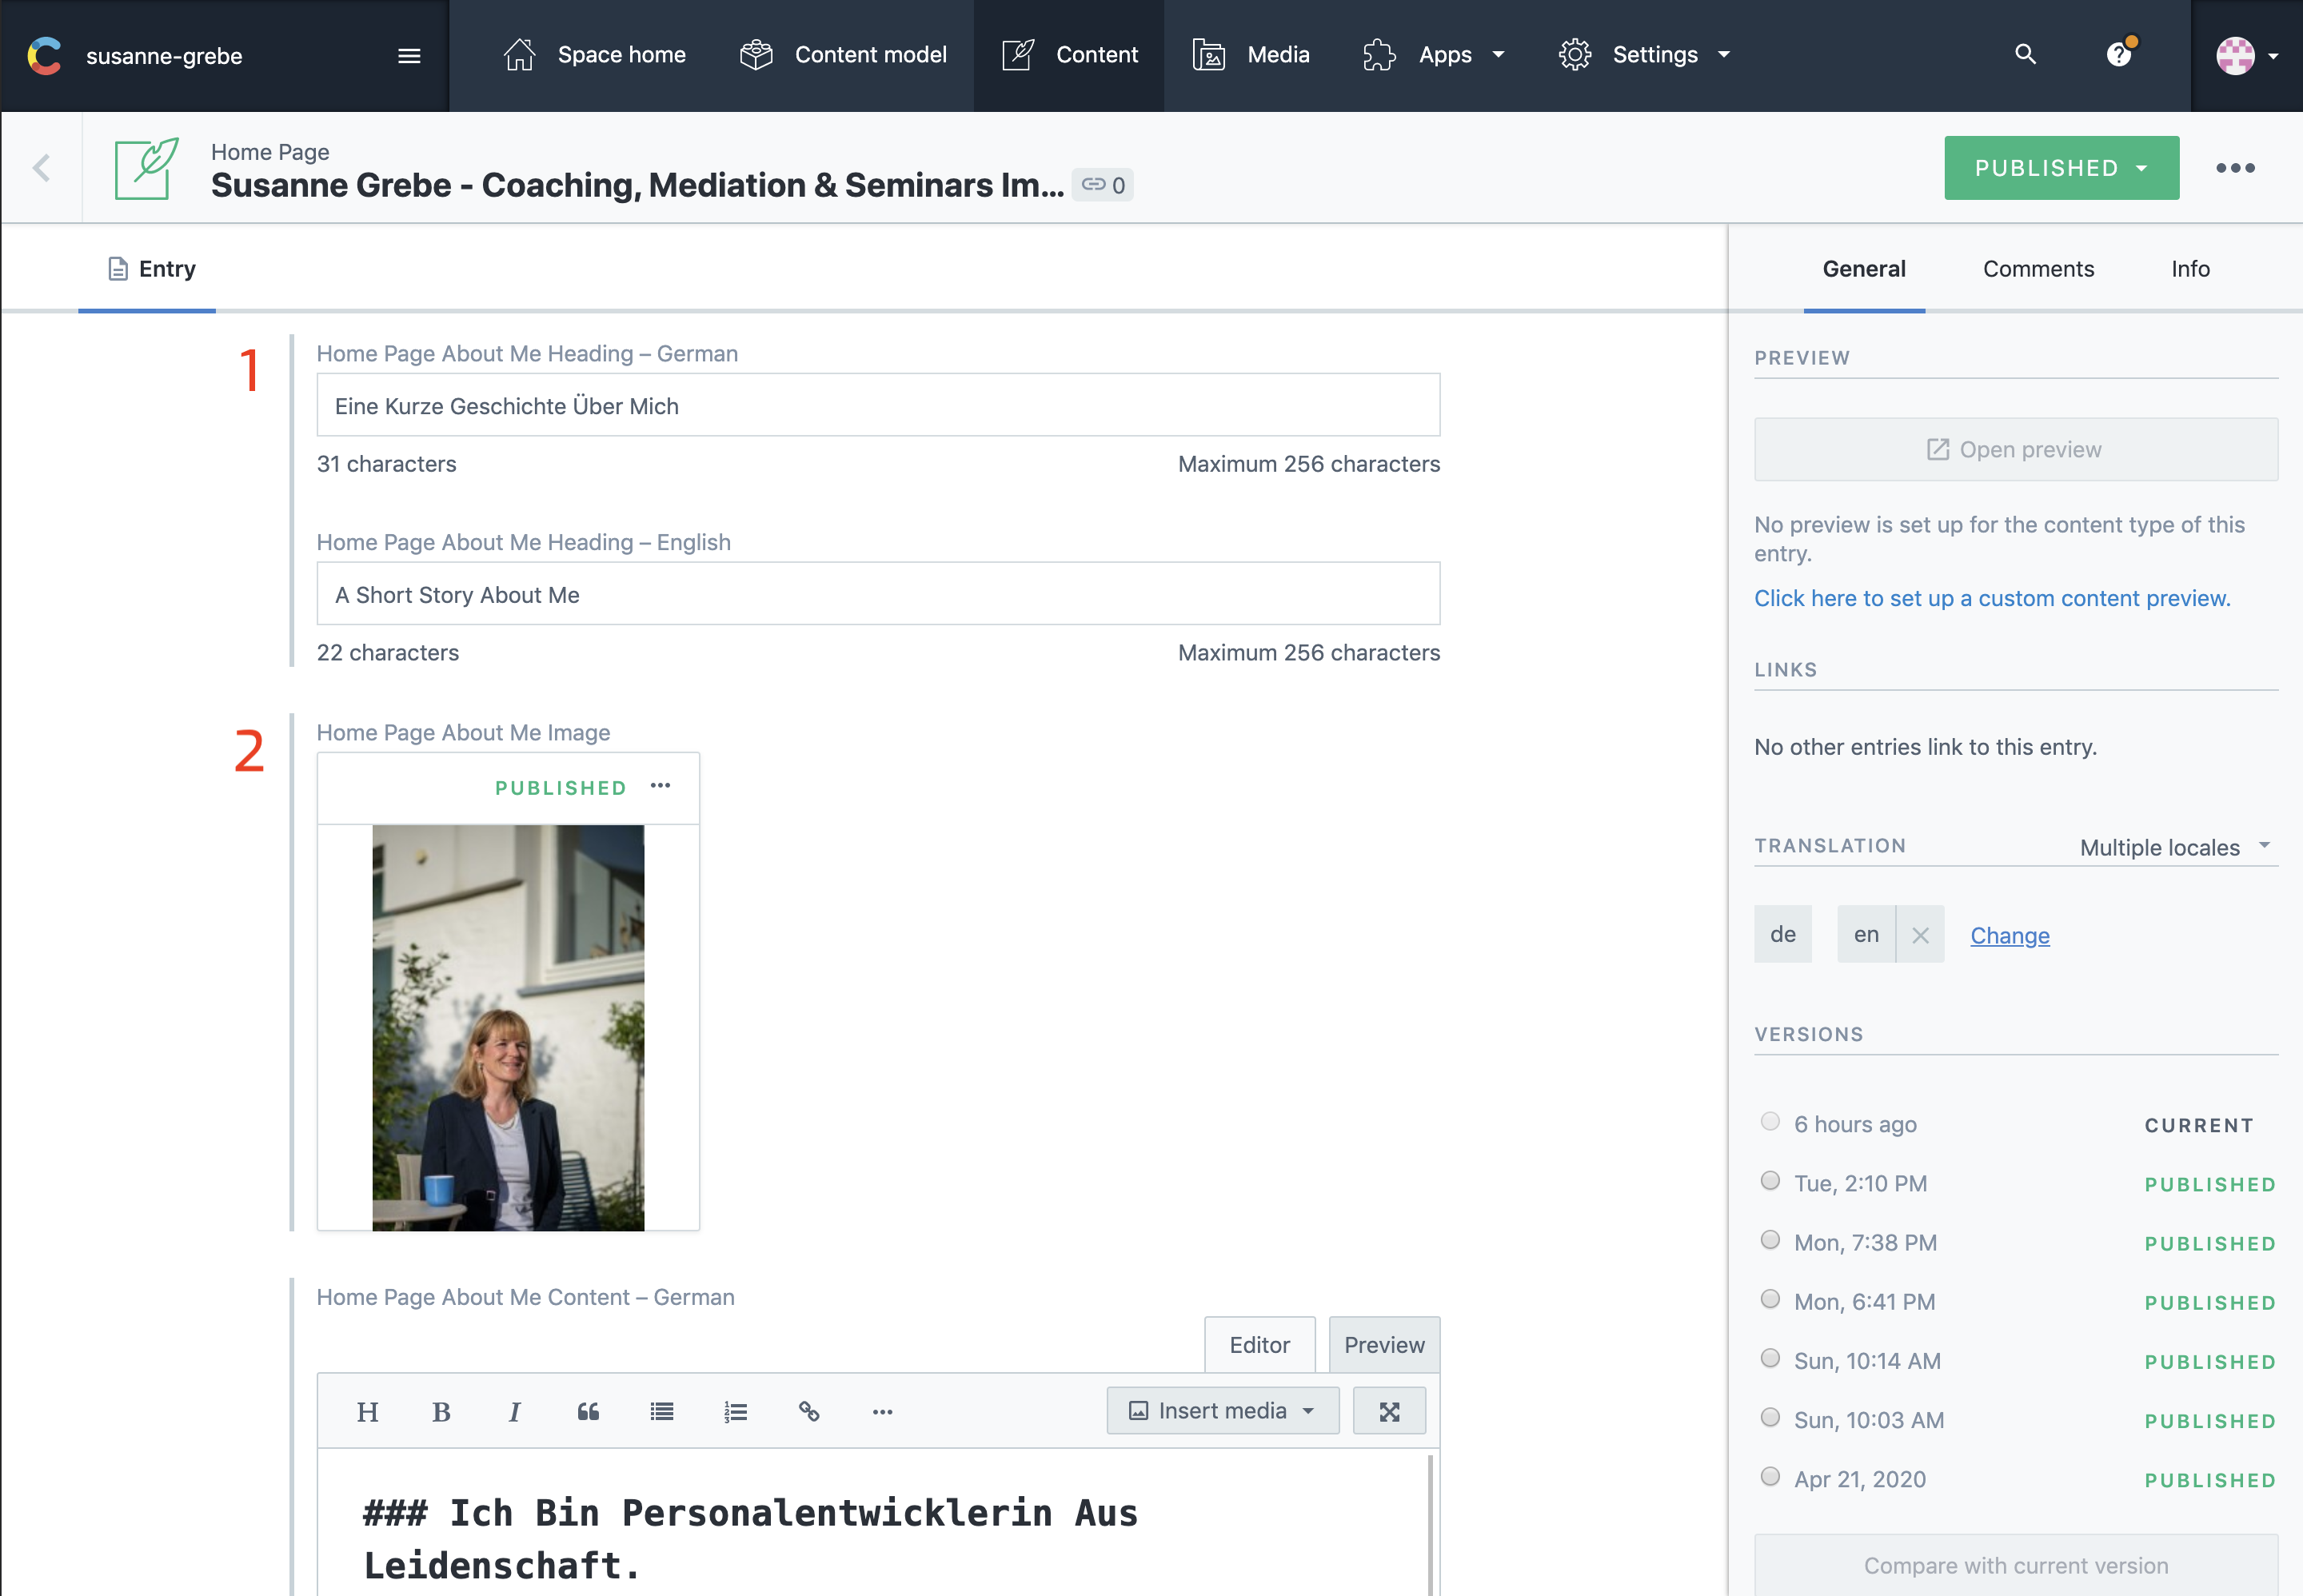 susanne-grebe
Space home
Content model
Content
Media
Apps
Settings
Home Page
Susanne Grebe - Coaching, Mediation & Seminars Im...
0
PUBLISHED
Entry
General
Comments
Info
1
Home Page About Me Heading – German
Eine Kurze Geschichte Über Mich
31 characters
Maximum 256 characters
Home Page About Me Heading – English
A Short Story About Me
22 characters
Maximum 256 characters
2
Home Page About Me Image
PUBLISHED
Home Page About Me Content – German
Editor
Preview
H
B
I
Insert media
### Ich Bin Personalentwicklerin Aus
Leidenschaft.
PREVIEW
Open preview
No preview is set up for the content type of this
entry.
Click here to set up a custom content preview.
LINKS
No other entries link to this entry.
TRANSLATION
Multiple locales
de
en
Change
VERSIONS
6 hours ago CURRENT
Tue, 2:10 PM PUBLISHED
Mon, 7:38 PM PUBLISHED
Mon, 6:41 PM PUBLISHED
Sun, 10:14 AM PUBLISHED
Sun, 10:03 AM PUBLISHED
Apr 21, 2020 PUBLISHED
Compare with current version